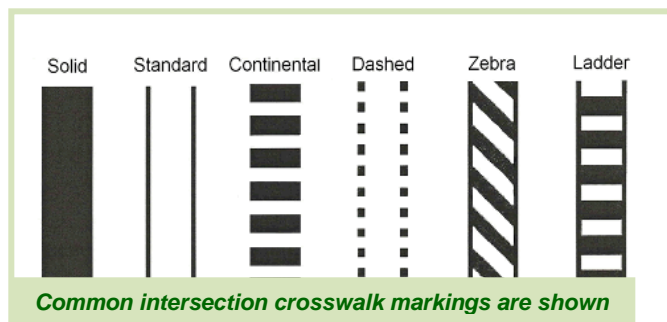 Solid Standard Continental Dashed Zebra Ladder
Common intersection crosswalk markings are shown